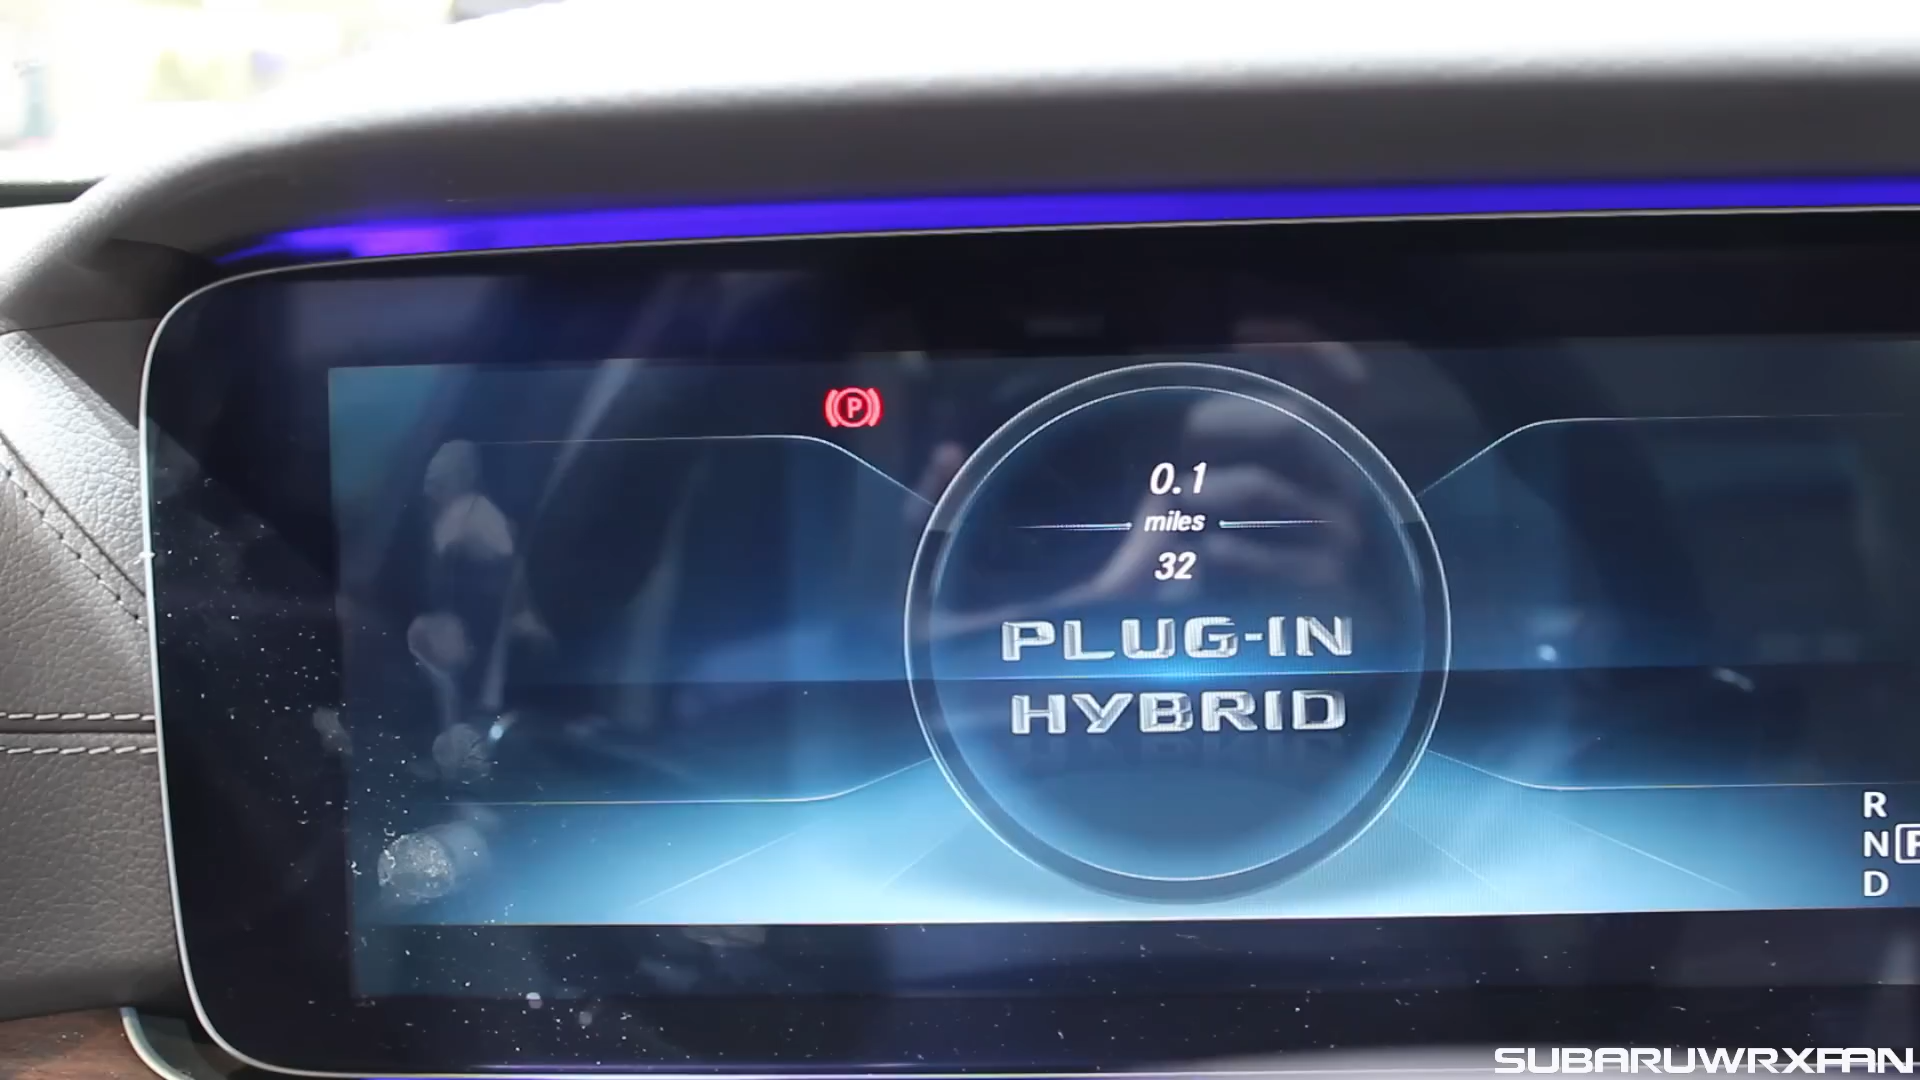 P
0.1
miles
32
PLUG-IN
HYBRID
R
N P
D
SUBARUWRXFAN